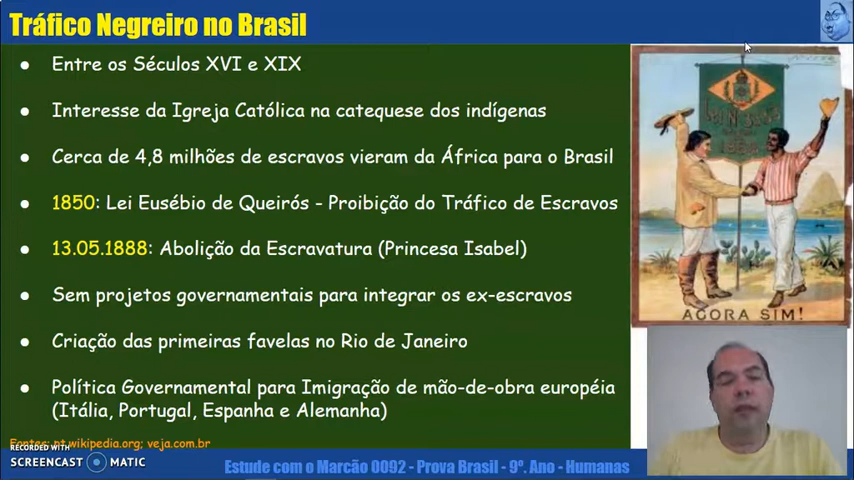 Tráfico Negreiro no Brasil
Entre os Séculos XVI e XIX
Interesse da Igreja Católica na catequese dos indígenas
Cerca de 4,8 milhões de escravos vieram da África para o Brasil
1850: Lei Eusébio de Queirós - Proibição do Tráfico de Escravos
13.05.1888: Abolição da Escravatura (Princesa Isabel)
Sem projetos governamentais para integrar os ex-escravos
Criação das primeiras favelas no Rio de Janeiro
Política Governamental para Imigração de mão-de-obra européia
(Itália, Portugal, Espanha e Alemanha)
AGORA SIM!
Fontes: pt.wikipedia.org; veja.com.br
RECORDED WITH
SCREENCAST MATIC
Estude com o Marcão 0092 - Prova Brasil - 9º. Ano - Humanas